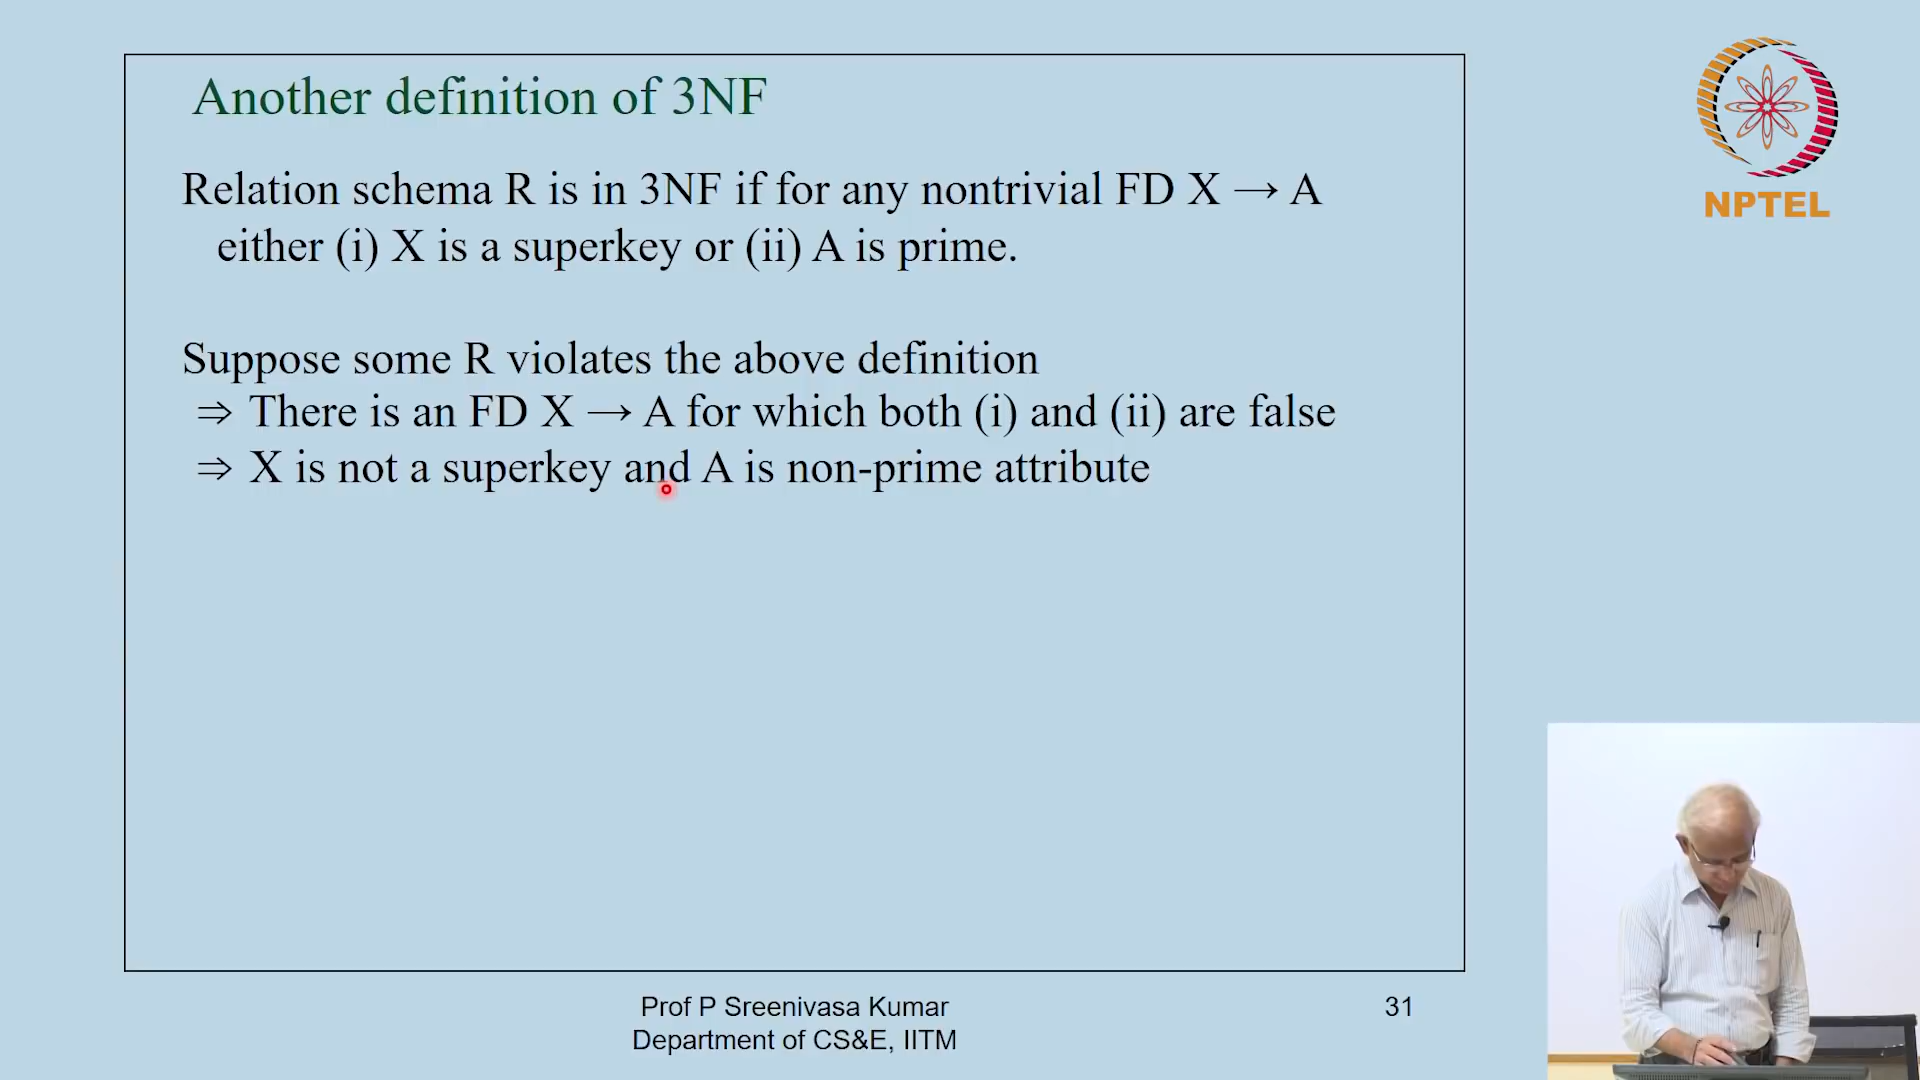 Another definition of 3NF
Relation schema R is in 3NF if for any nontrivial FD X → A
either (i) X is a superkey or (ii) A is prime.
Suppose some R violates the above definition
⇒ There is an FD X → A for which both (i) and (ii) are false
⇒ X is not a superkey and A is non-prime attribute
NPTEL
Prof P Sreenivasa Kumar
Department of CS&E, IITM
31